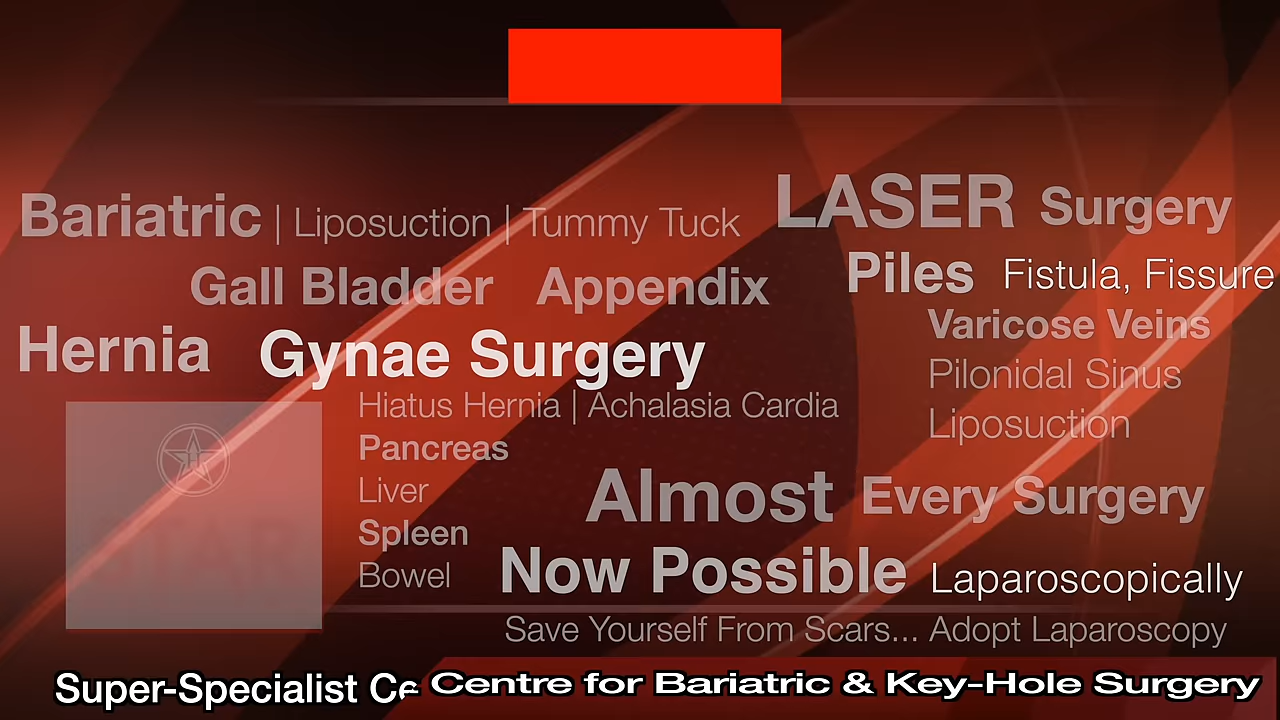 Bariatric | Liposuction | Tummy Tuck
LASER Surgery
Gall Bladder Appendix
Piles Fistula, Fissure
Hernia Gynae Surgery
Varicose Veins
Pilonidal Sinus
Liposuction
Hiatus Hernia | Achalasia Cardia
Pancreas
Liver
Spleen
Bowel
Almost Every Surgery
Now Possible Laparoscopically
Save Yourself From Scars... Adopt Laparoscopy
Super-Specialist
Centre for Bariatric & Key-Hole Surgery